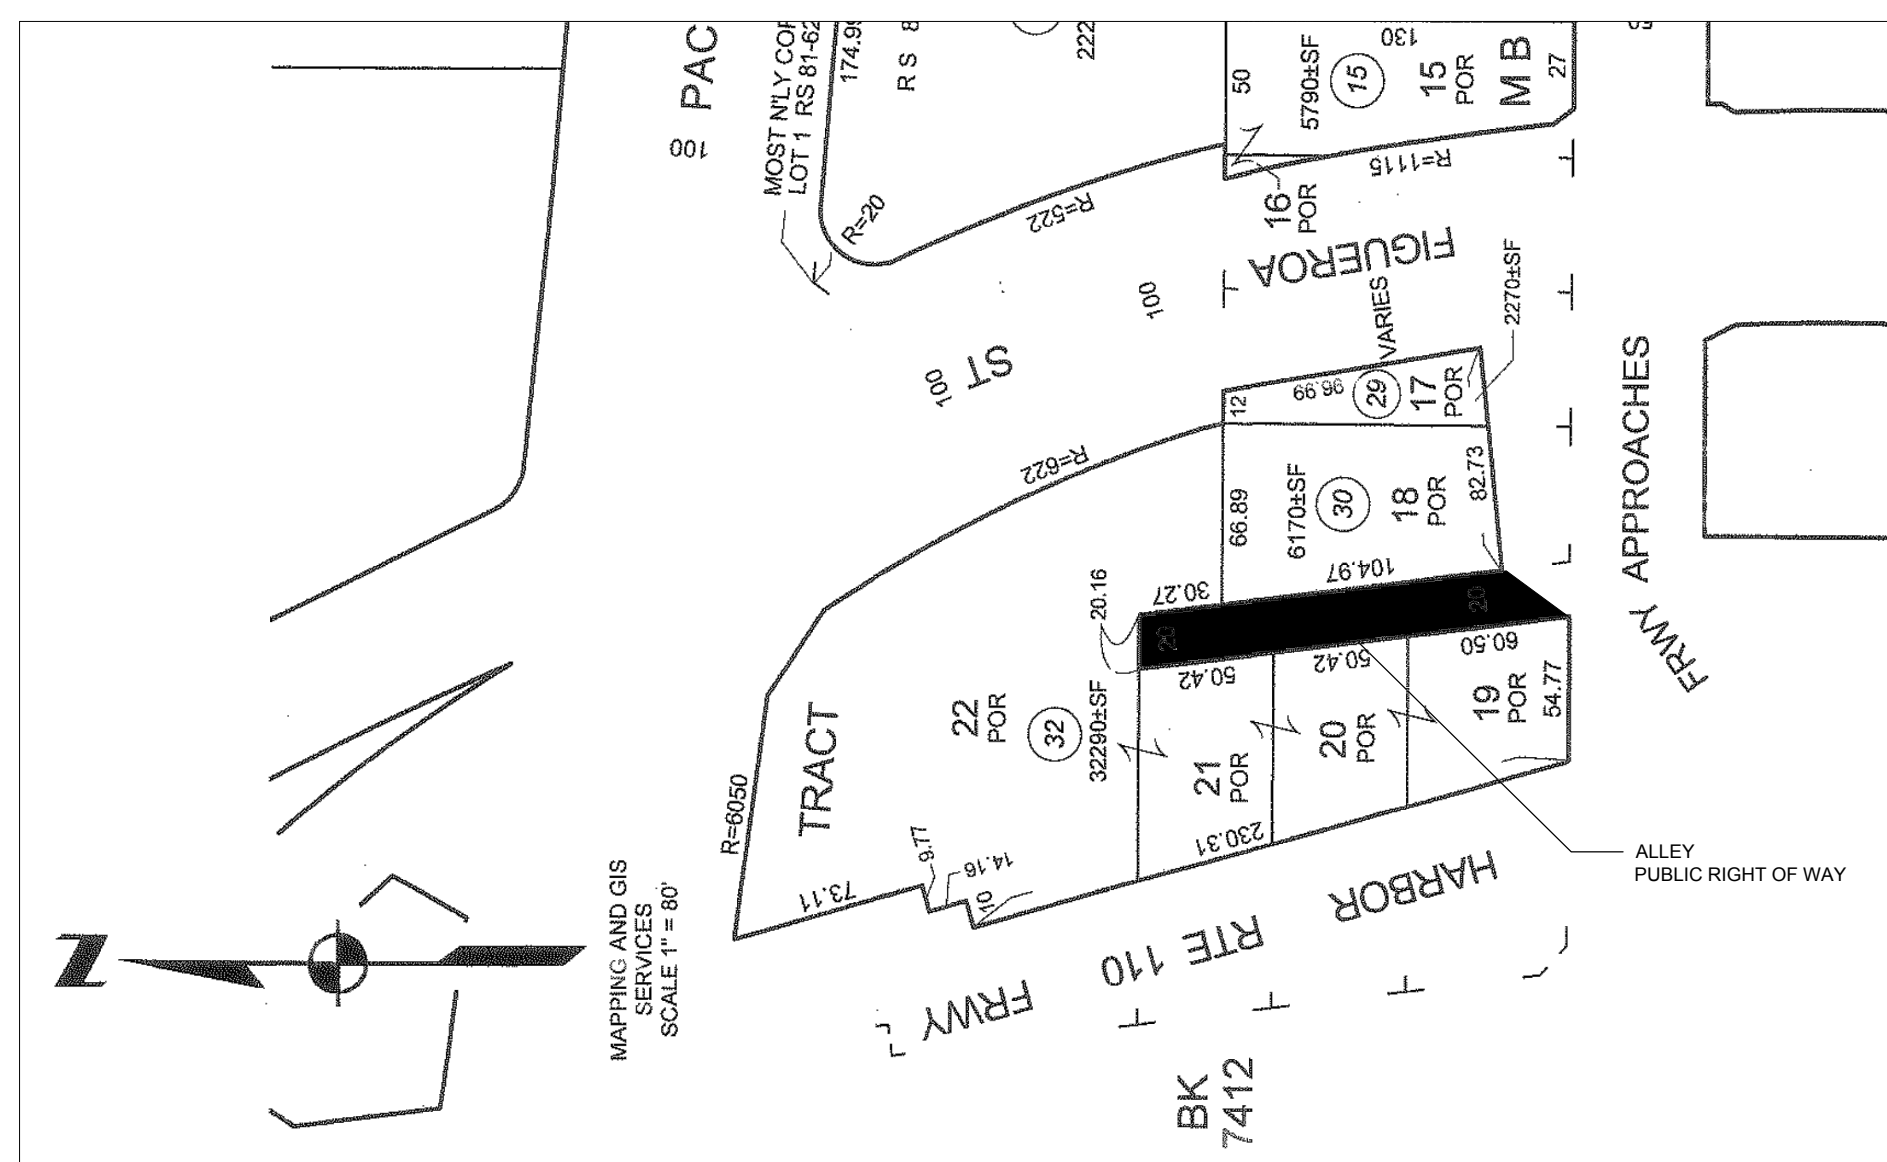 PAC
100
MOST N'LY COR
LOT 1 RS 81-62
174.99
RS 8
222
R=20
R=522
50
5790±SF
15
130
15
POR
M B
27
50
16
POR
R=1115
FIGUEROA
ST
100
100
VARIES
2270±SF
12
96.99
29
17
POR
R=622
66.89
6170±SF
30
18
POR
82.73
FRWY APPROACHES
30.27
104.97
20.16
20
20
50.42
50.42
60.50
22
POR
32
32290±SF
21
POR
20
POR
19
POR
54.77
TRACT
R=6050
73.11
9.77
14.16
10
230.31
ALLEY
PUBLIC RIGHT OF WAY
HARBOR
FRWY RTE 110
MAPPING AND GIS
SERVICES
SCALE 1" = 80'
N
BK
7412